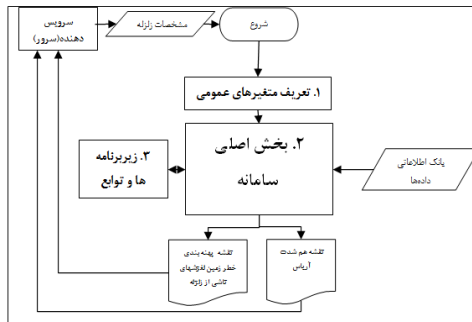 شروع
مشخصات زلزله
سرویس
دهنده(سرور)
۱. تعریف متغیرهای عمومی
۲. بخش اصلی
سامانه
۳. زیربرنامه
ها و توابع
بانک اطلاعاتی
داده‌ها
نقشه هم شدت
آریاس
نقشه پهنه‌بندی
خطر زمین لغزشهای
ناشی از زلزله